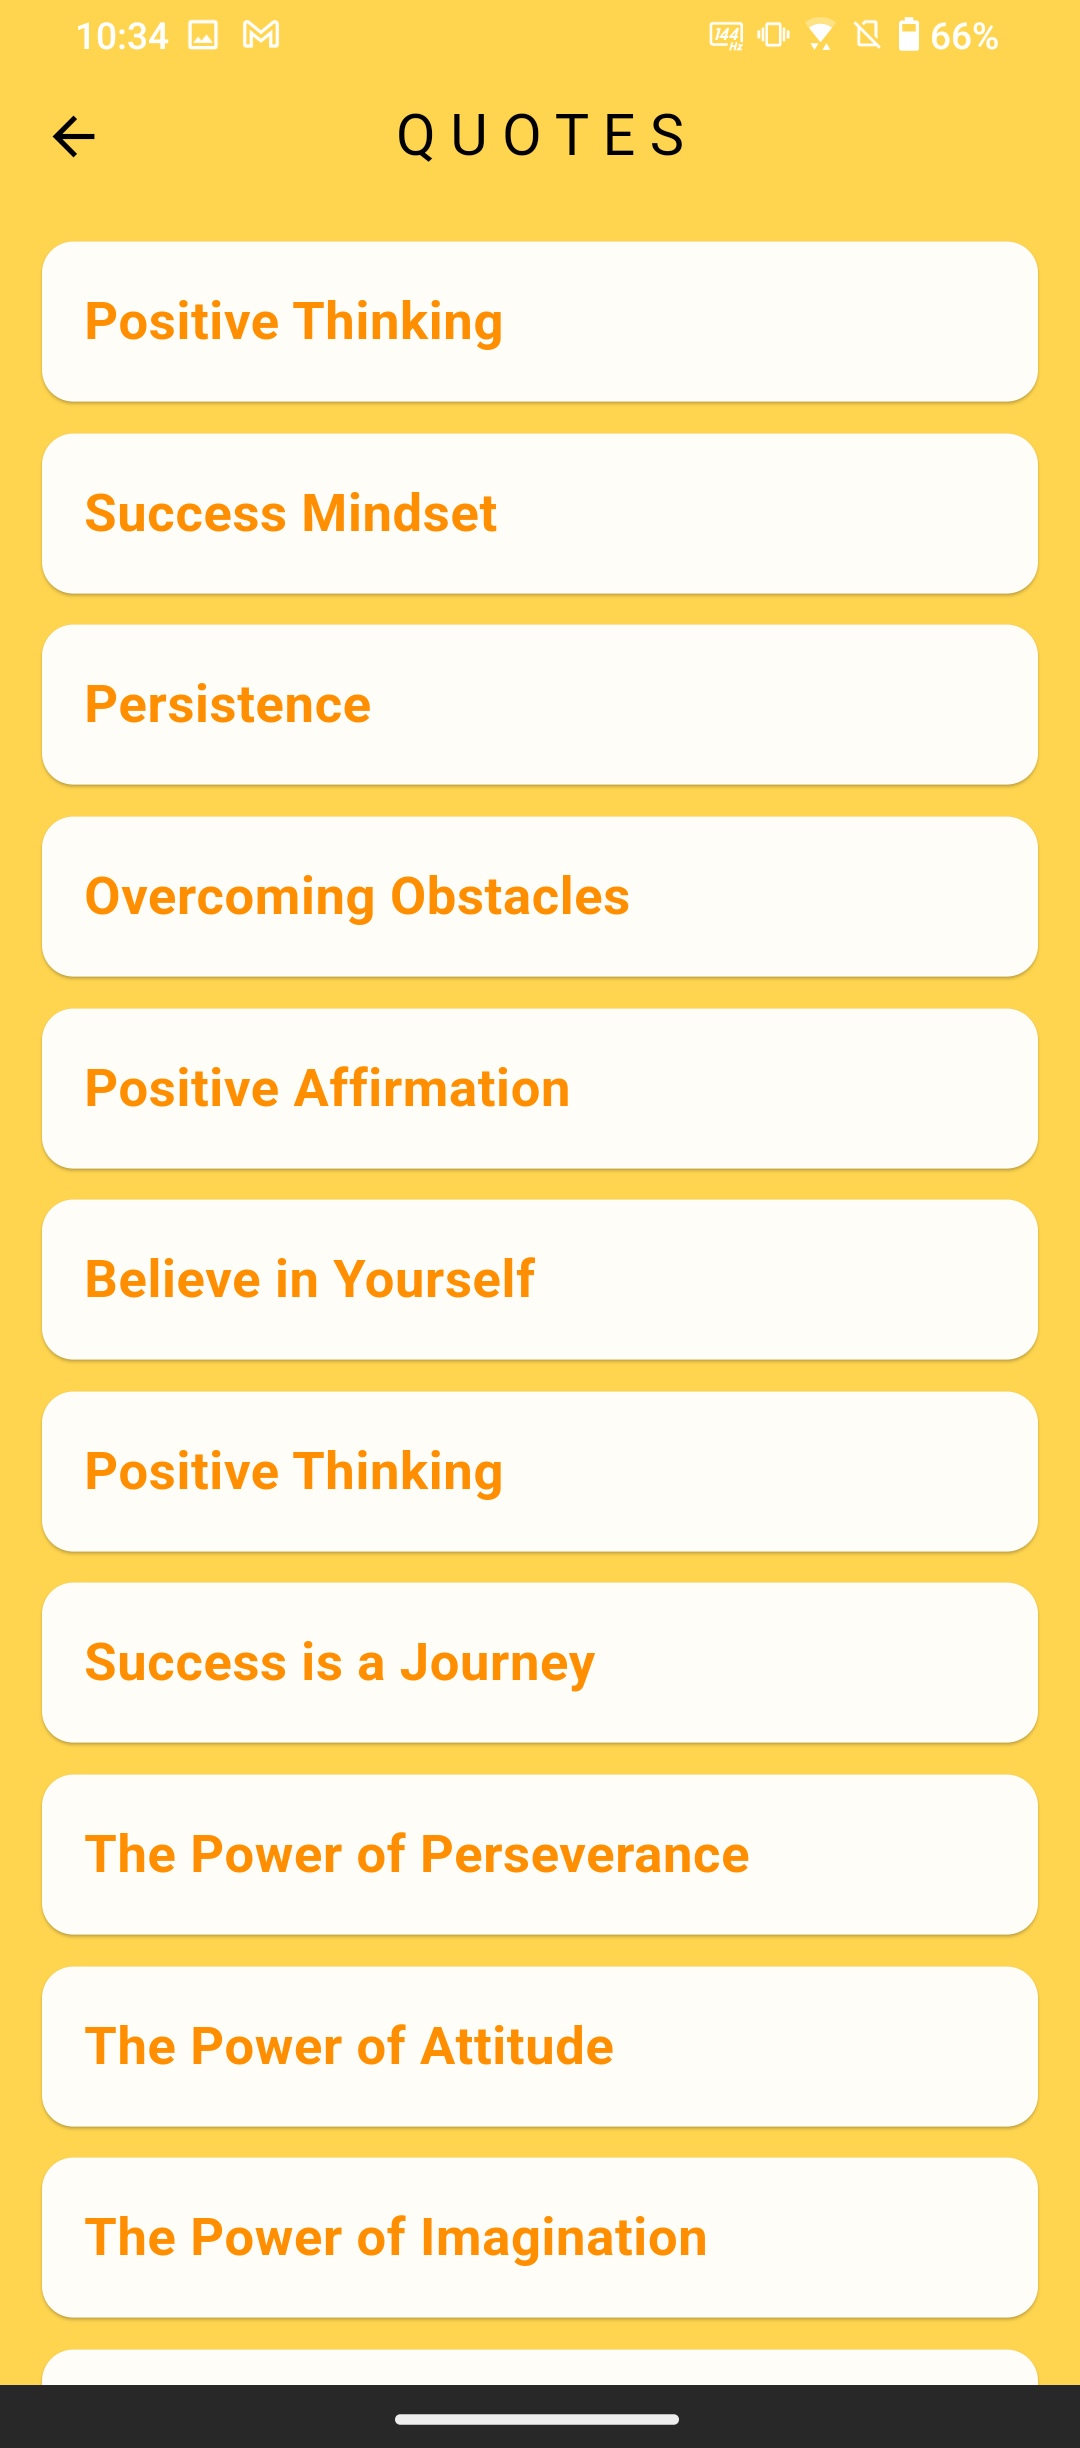 10:34 144 Hz 66%
QUOTES
Positive Thinking
Success Mindset
Persistence
Overcoming Obstacles
Positive Affirmation
Believe in Yourself
Positive Thinking
Success is a Journey
The Power of Perseverance
The Power of Attitude
The Power of Imagination